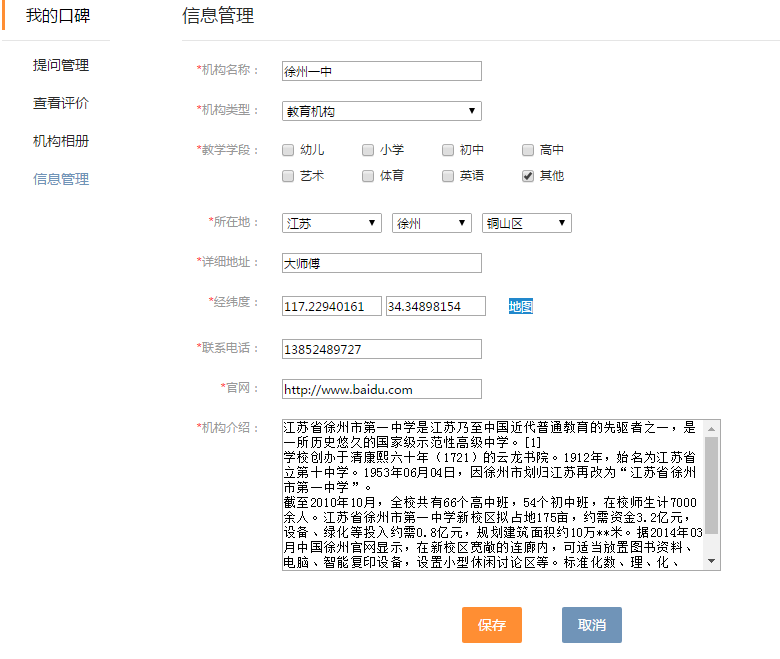 我的口碑
提问管理
查看评价
机构相册
信息管理
信息管理
*机构名称： 徐州一中
*机构类型： 教育机构
*教学学段： 幼儿 小学 初中 高中
艺术 体育 英语 其他
*所在地： 江苏 徐州 铜山区
*详细地址： 大师傅
*经纬度： 117.22940161 34.34898154 地图
*联系电话： 13852489727
*官网： http://www.baidu.com
*机构介绍： 江苏省徐州市第一中学是江苏乃至中国近代普通教育的先驱者之一，是
一所历史悠久的国家级示范性高级中学。[1]
学校创办于清康熙六十年（1721）的云龙书院。1912年，始名为江苏省
立第十中学。1953年06月04日，因徐州市划归江苏再改为“江苏省徐州
市第一中学”。
截至2010年10月，全校共有66个高中班，54个初中班，在校师生计7000
余人。江苏省徐州市第一中学新校区拟占地175亩，约需资金3.2亿元，
设备、绿化等投入约需0.8亿元，规划建筑面积约10万**米。据2014年03
月中国徐州官网显示，在新校区宽敞的连廊内，可适当放置图书资料、
电脑、智能复印设备，设置小型休闲讨论区等。标准化数、理、化、
保存 取消